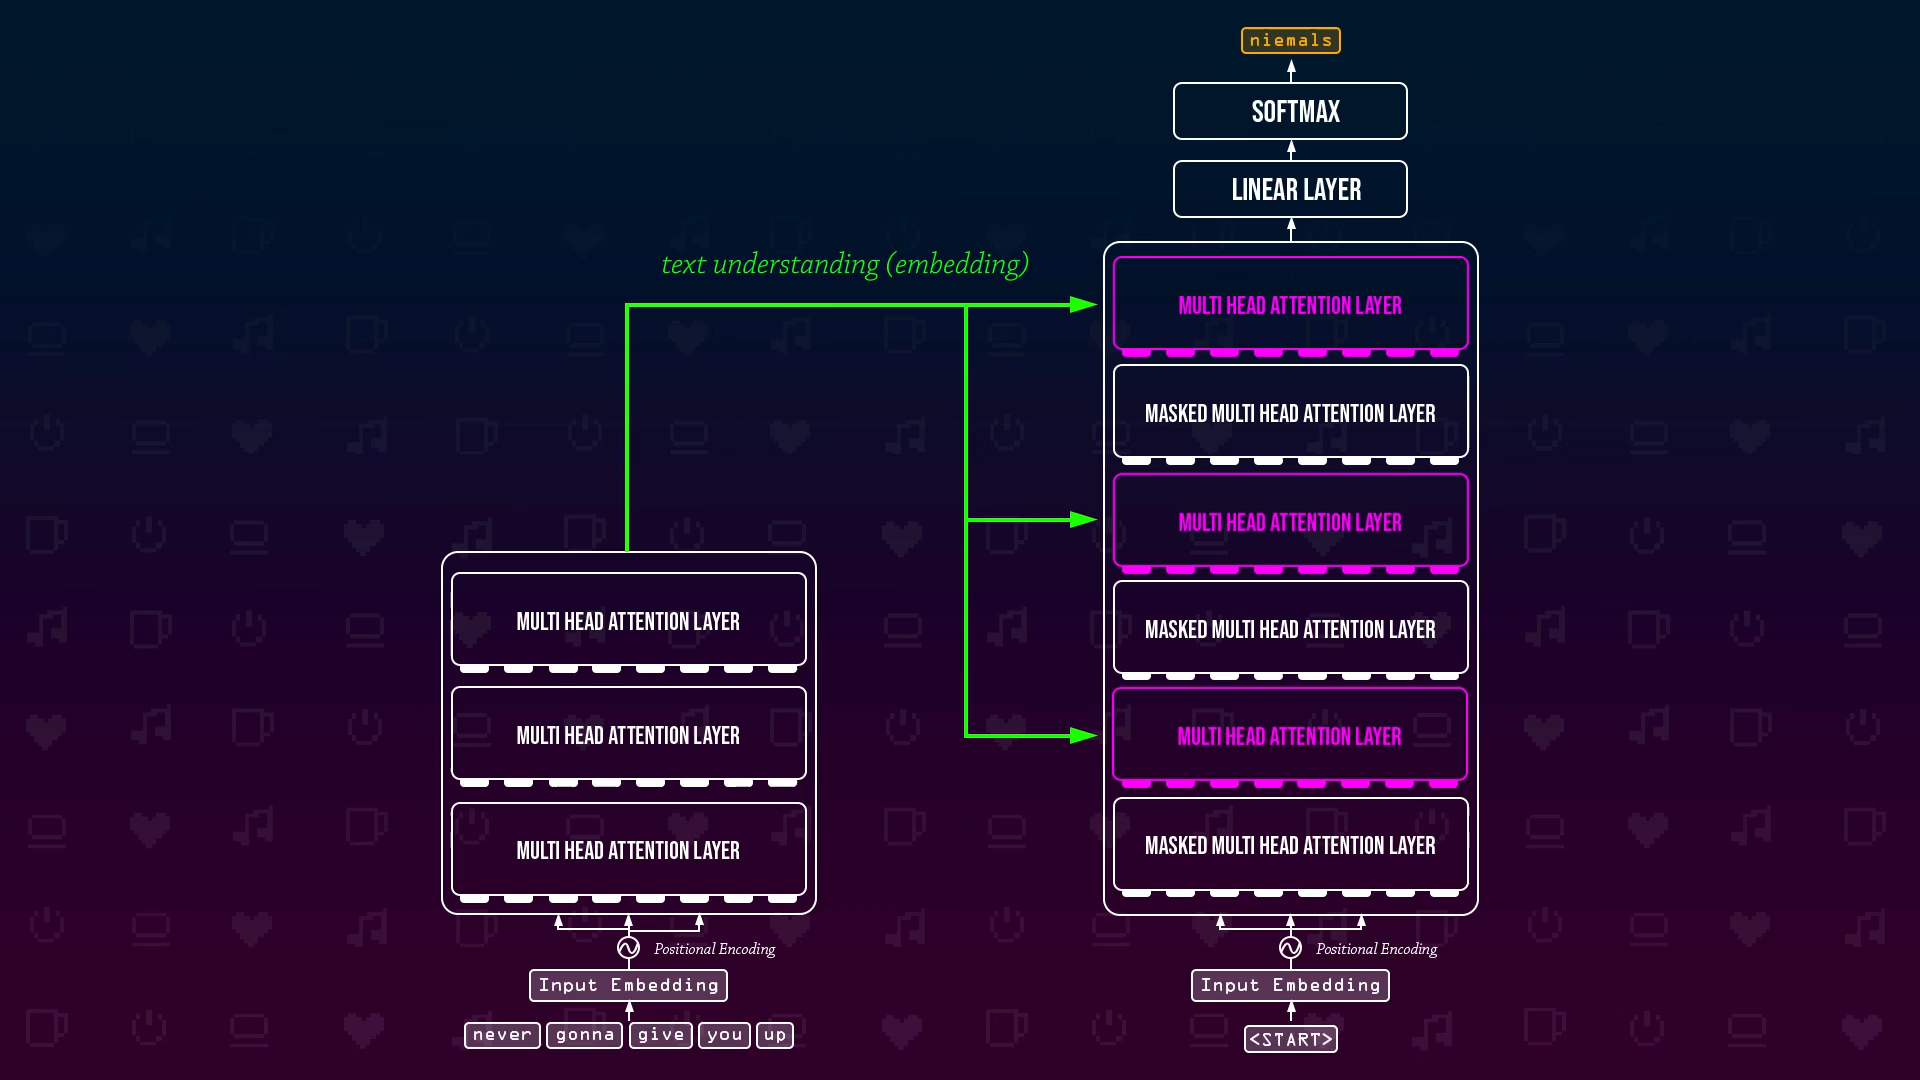 niemals
SOFTMAX
LINEAR LAYER
text understanding (embedding)
MULTI HEAD ATTENTION LAYER
MASKED MULTI HEAD ATTENTION LAYER
MULTI HEAD ATTENTION LAYER
MASKED MULTI HEAD ATTENTION LAYER
MULTI HEAD ATTENTION LAYER
MASKED MULTI HEAD ATTENTION LAYER
Positional Encoding
Input Embedding
<START>
MULTI HEAD ATTENTION LAYER
MULTI HEAD ATTENTION LAYER
MULTI HEAD ATTENTION LAYER
Positional Encoding
Input Embedding
never gonna give you up